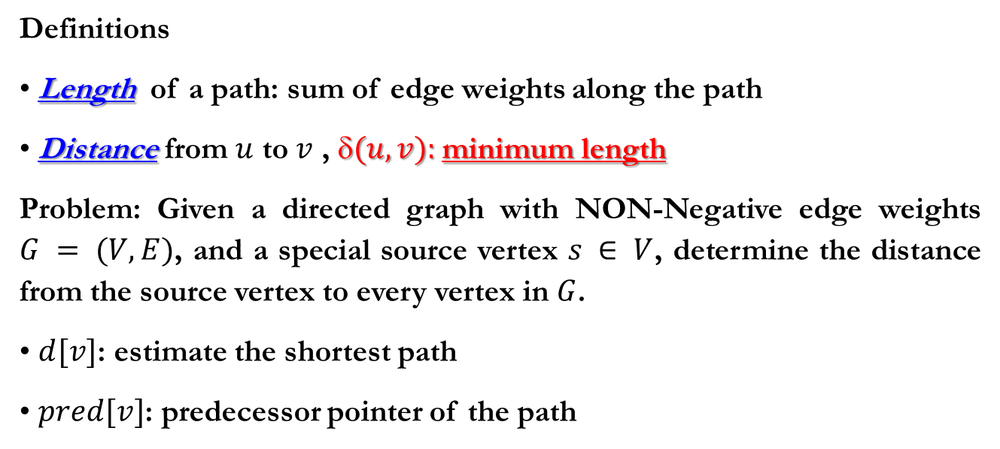 Definitions
• Length of a path: sum of edge weights along the path
• Distance from u to v , δ(u, v): minimum length
Problem: Given a directed graph with NON-Negative edge weights
G = (V, E), and a special source vertex s ∈ V, determine the distance
from the source vertex to every vertex in G.
• d[v]: estimate the shortest path
• pred[v]: predecessor pointer of the path